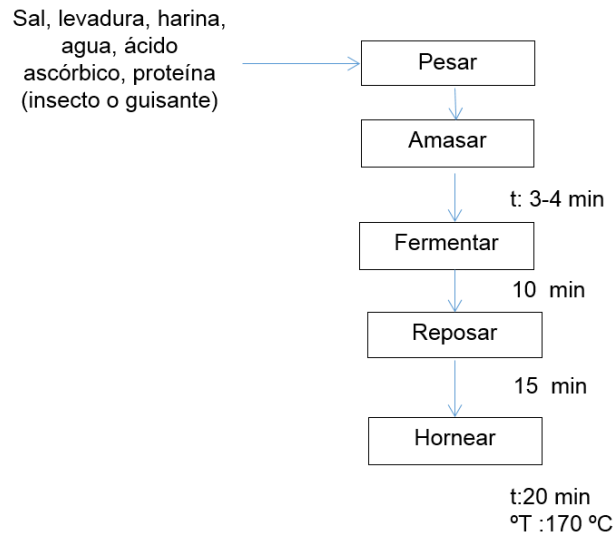 Sal, levadura, harina,
agua, ácido
ascórbico, proteína
(insecto o guisante)
Pesar
Amasar
t: 3-4 min
Fermentar
10 min
Reposar
15 min
Hornear
t:20 min
ºT :170 ºC